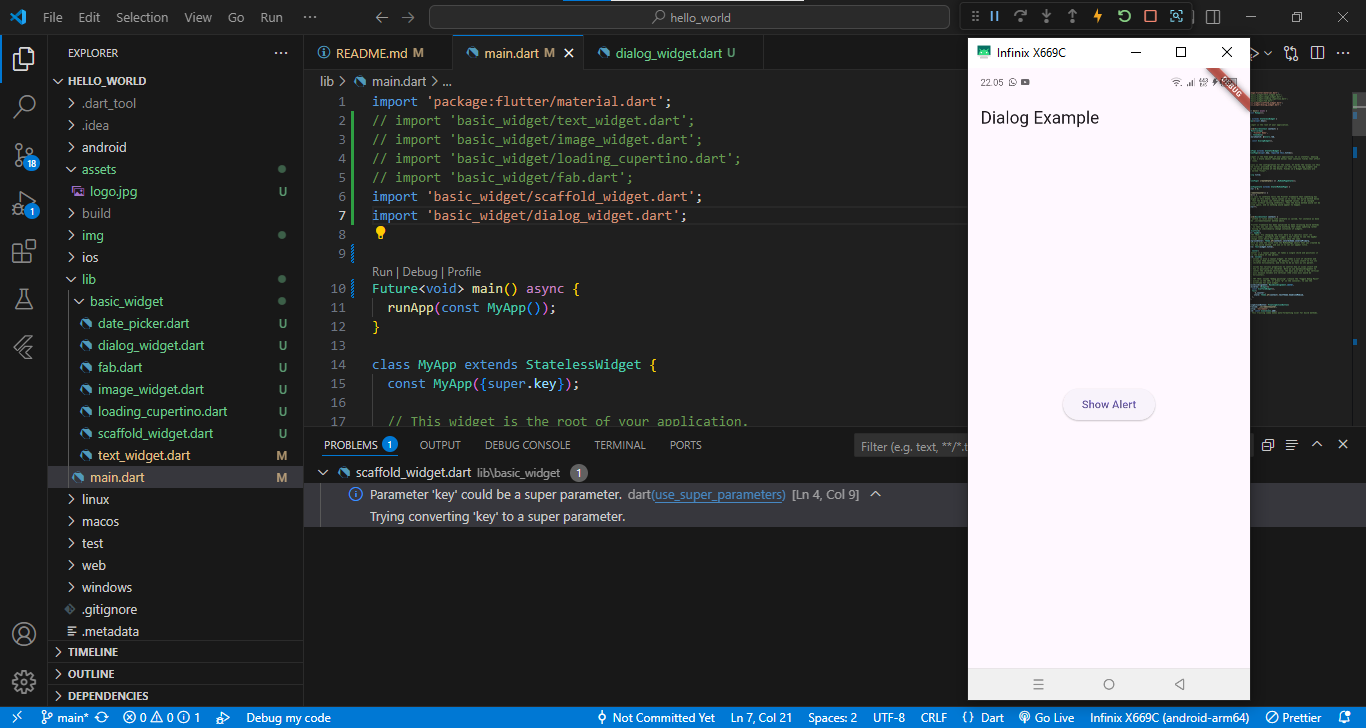 File Edit Selection View Go Run ··· hello_world
EXPLORER
HELLO_WORLD
.dart_tool
.idea
android
assets
logo.jpg U
build
img
ios
lib
basic_widget
date_picker.dart U
dialog_widget.dart U
fab.dart U
image_widget.dart U
loading_cupertino.dart U
scaffold_widget.dart U
text_widget.dart M
main.dart M
linux
macos
test
web
windows
.gitignore
.metadata
TIMELINE
OUTLINE
DEPENDENCIES
18
1
README.md M main.dart M dialog_widget.dart U
lib > main.dart > ...
1 import 'package:flutter/material.dart';
2 // import 'basic_widget/text_widget.dart';
3 // import 'basic_widget/image_widget.dart';
4 // import 'basic_widget/loading_cupertino.dart';
5 // import 'basic_widget/fab.dart';
6 import 'basic_widget/scaffold_widget.dart';
7 import 'basic_widget/dialog_widget.dart';
8
9
Run | Debug | Profile
10 Future<void> main() async {
11 runApp(const MyApp());
12 }
13
14 class MyApp extends StatelessWidget {
15 const MyApp({super.key});
16
17 // This widget is the root of your application.
PROBLEMS 1 OUTPUT DEBUG CONSOLE TERMINAL PORTS Filter (e.g. text, **/*.t
scaffold_widget.dart lib\basic_widget 1
Parameter 'key' could be a super parameter. dart(use_super_parameters) [Ln 4, Col 9]
Trying converting 'key' to a super parameter.
Infinix X669C
22.05
Dialog Example
Show Alert
main* 0 0 1 Debug my code Not Committed Yet Ln 7, Col 21 Spaces: 2 UTF-8 CRLF {} Dart Go Live Infinix X669C (android-arm64) Prettier